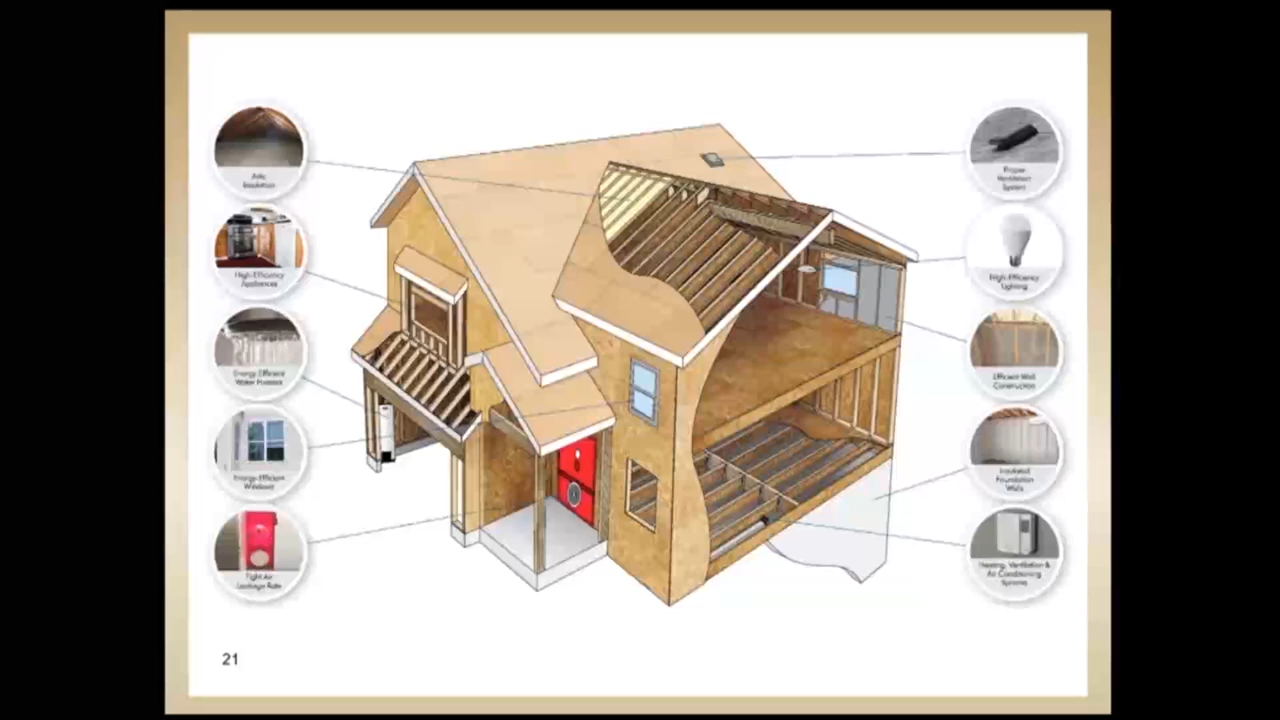 Attic
Insulation
High-Efficiency
Appliances
Energy Efficient
Water Heaters
Energy-Efficient
Windows
Tight Air
Leakage Rate
Proper
Ventilation
System
High-Efficiency
Lighting
Efficient Wall
Construction
Insulated
Foundation
Walls
Heating, Ventilation &
Air Conditioning
Systems
21